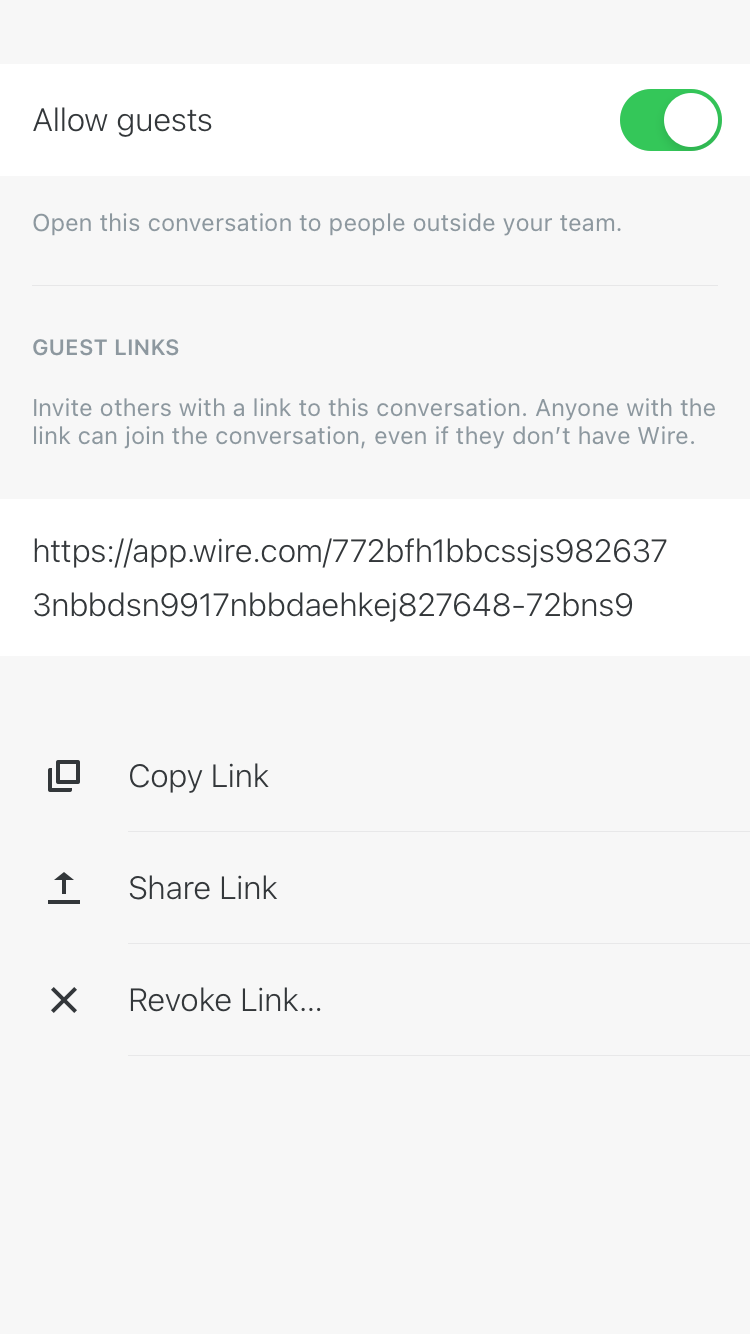 Allow guests
Open this conversation to people outside your team.
GUEST LINKS
Invite others with a link to this conversation. Anyone with the
link can join the conversation, even if they don’t have Wire.
https://app.wire.com/772bfh1bbcssjs982637
3nbbdsn9917nbbdaehkej827648-72bns9
Copy Link
Share Link
Revoke Link...